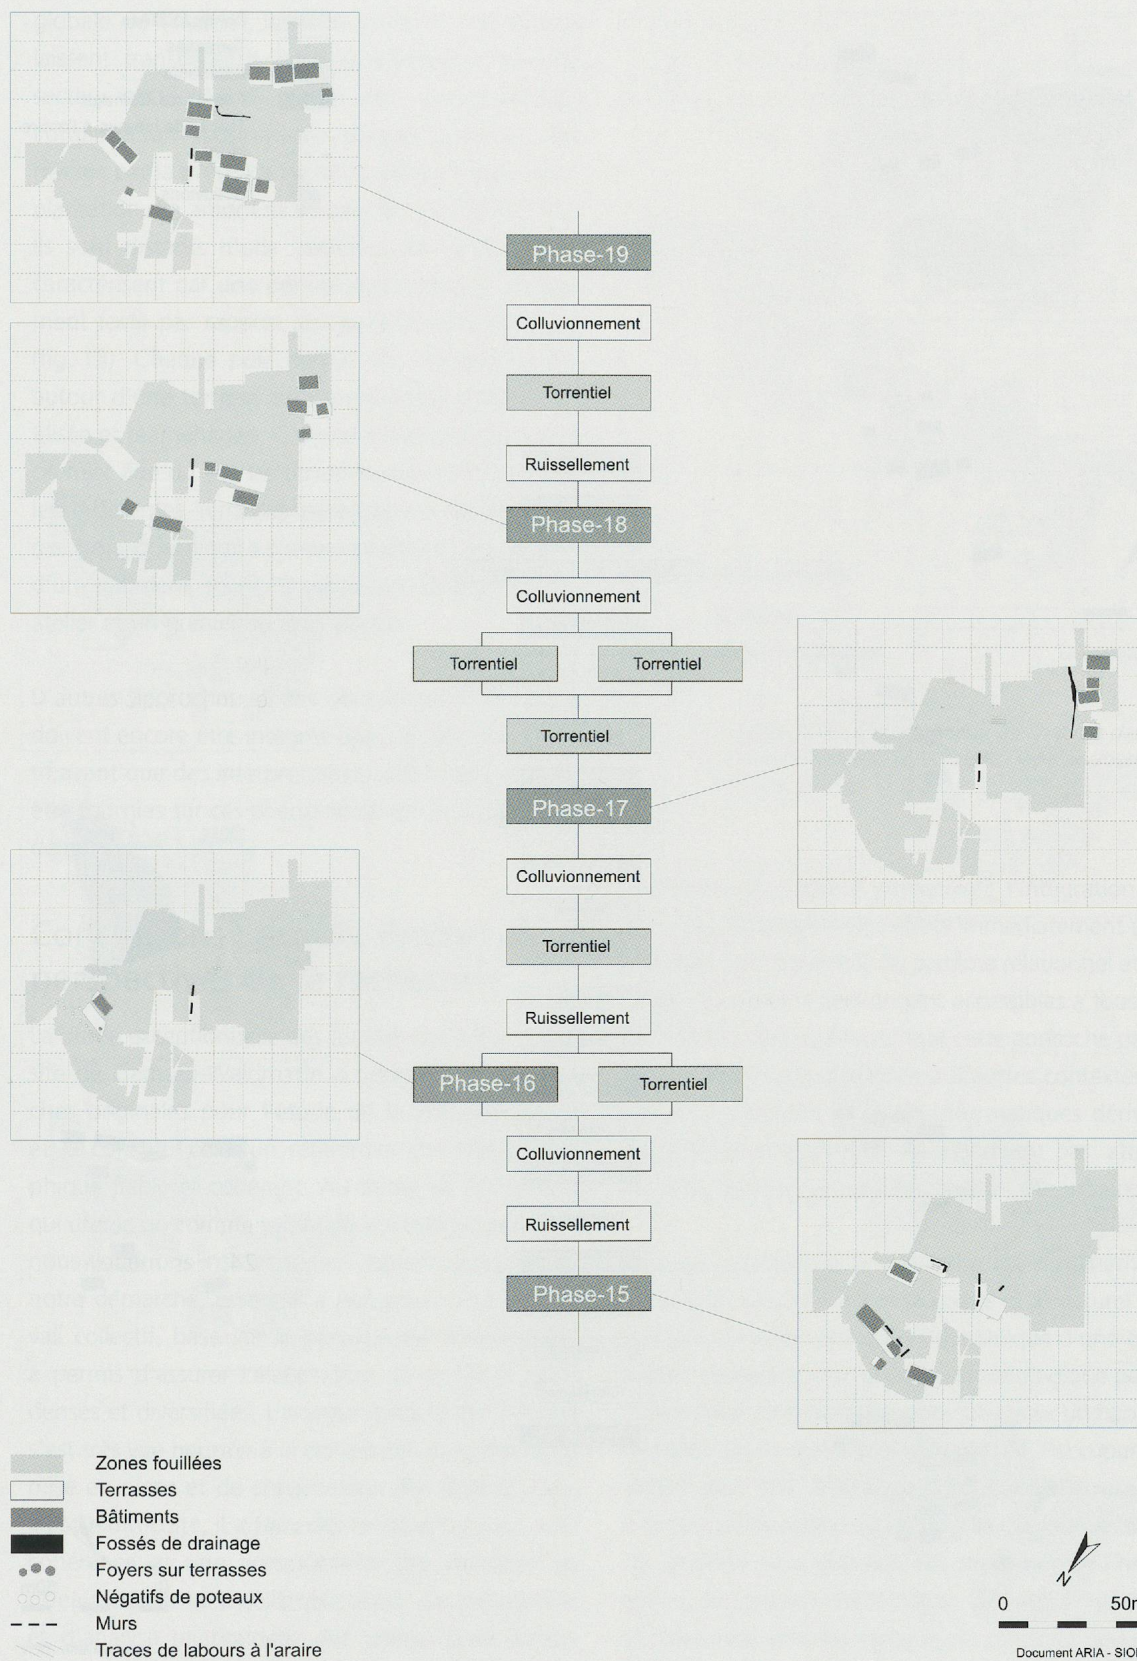 Phase-19
Colluvionnement
Torrentiel
Ruissellement
Phase-18
Colluvionnement
Torrentiel Torrentiel
Torrentiel
Phase-17
Colluvionnement
Torrentiel
Ruissellement
Phase-16 Torrentiel
Colluvionnement
Ruissellement
Phase-15
Zones fouillées
Terrasses
Bâtiments
Fossés de drainage
Foyers sur terrasses
Négatifs de poteaux
Murs
Traces de labours à l'araire
N
0 50m
Document ARIA -